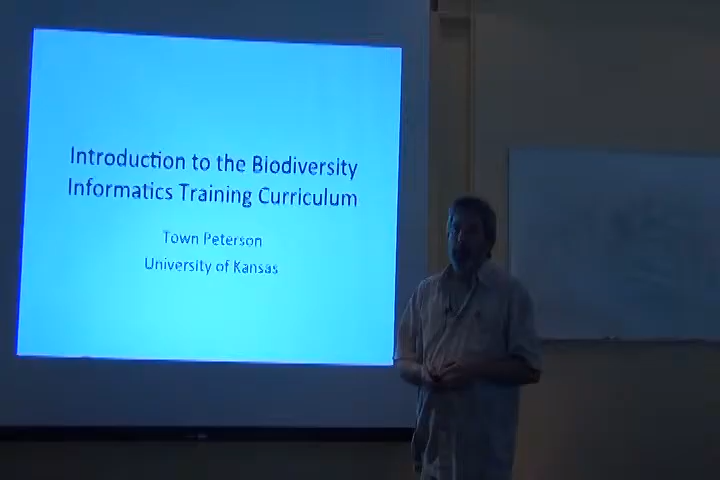 Introduction to the Biodiversity
Informatics Training Curriculum
Town Peterson
University of Kansas